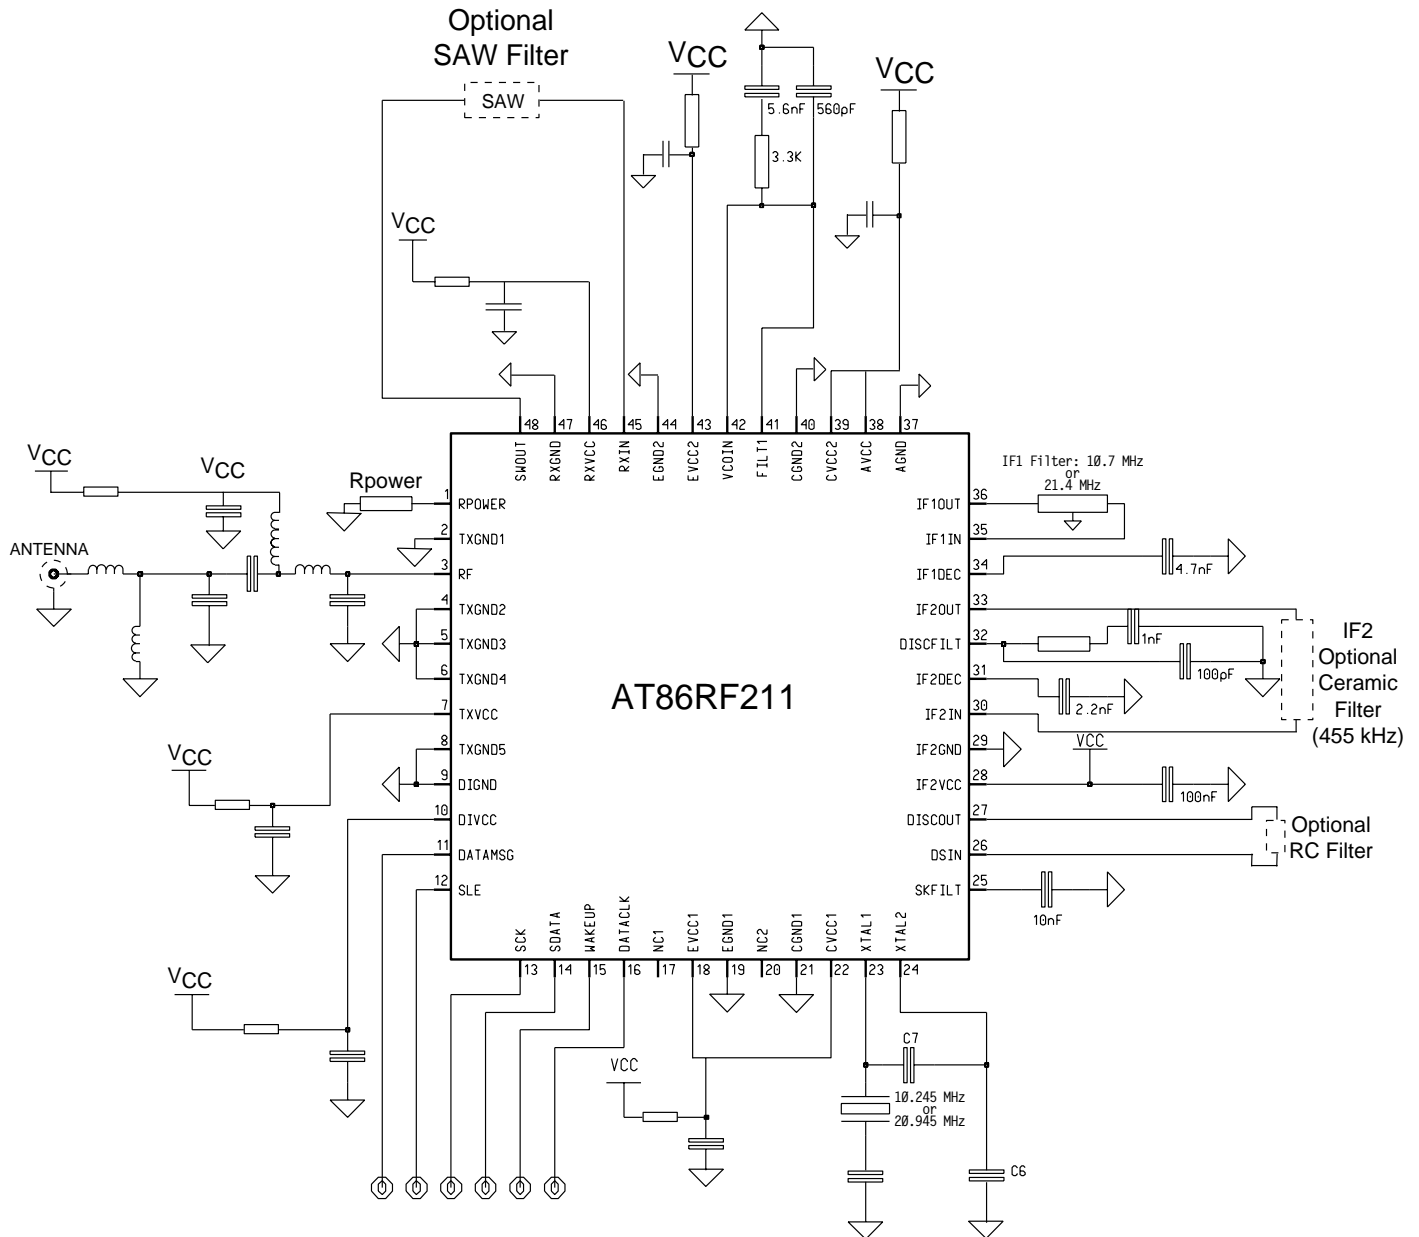 Optional
SAW Filter
SAW
VCC
5.6nF
560pF
3.3K
VCC
VCC
48
47
46
45
44
43
42
41
40
39
38
37
SWOUT
RXGND
RXVCC
RXIN
EGND2
EVCC2
VCOIN
FILT1
CGND2
CVCC2
AVCC
AGND
VCC
VCC
ANTENNA
Rpower
1 RPOWER
2 TXGND1
3 RF
4 TXGND2
5 TXGND3
6 TXGND4
7 TXVCC
8 TXGND5
9 DIGND
10 DIVCC
11 DATAMSG
12 SLE
VCC
VCC
AT86RF211
IF1 Filter: 10.7 MHz
or
21.4 MHz
IF1OUT 36
IF1IN 35
IF1DEC 34
4.7nF
IF2OUT 33
DISCFILT 32
1nF
100pF
IF2DEC 31
2.2nF
IF2IN 30
IF2GND 29
VCC
IF2VCC 28
100nF
DISCOUT 27
DSIN 26
SKFILT 25
10nF
IF2
Optional
Ceramic
Filter
(455 kHz)
Optional
RC Filter
SCK
SDATA
WAKEUP
DATACLK
NC1
EVCC1
EGND1
NC2
CGND1
CVCC1
XTAL1
XTAL2
13
14
15
16
17
18
19
20
21
22
23
24
VCC
C7
10.245 MHz
or
20.945 MHz
C6